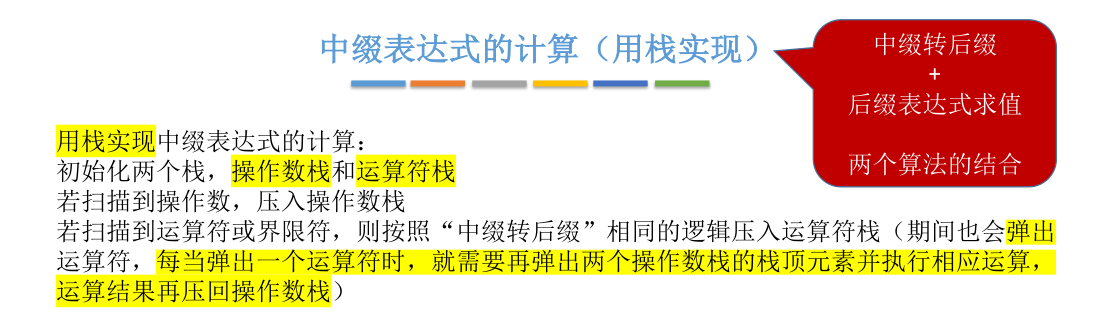 中缀表达式的计算（用栈实现）
中缀转后缀
+
后缀表达式求值
两个算法的结合
用栈实现中缀表达式的计算：
初始化两个栈，操作数栈和运算符栈
若扫描到操作数，压入操作数栈
若扫描到运算符或界限符，则按照“中缀转后缀”相同的逻辑压入运算符栈（期间也会弹出
运算符，每当弹出一个运算符时，就需要再弹出两个操作数栈的栈顶元素并执行相应运算，
运算结果再压回操作数栈）